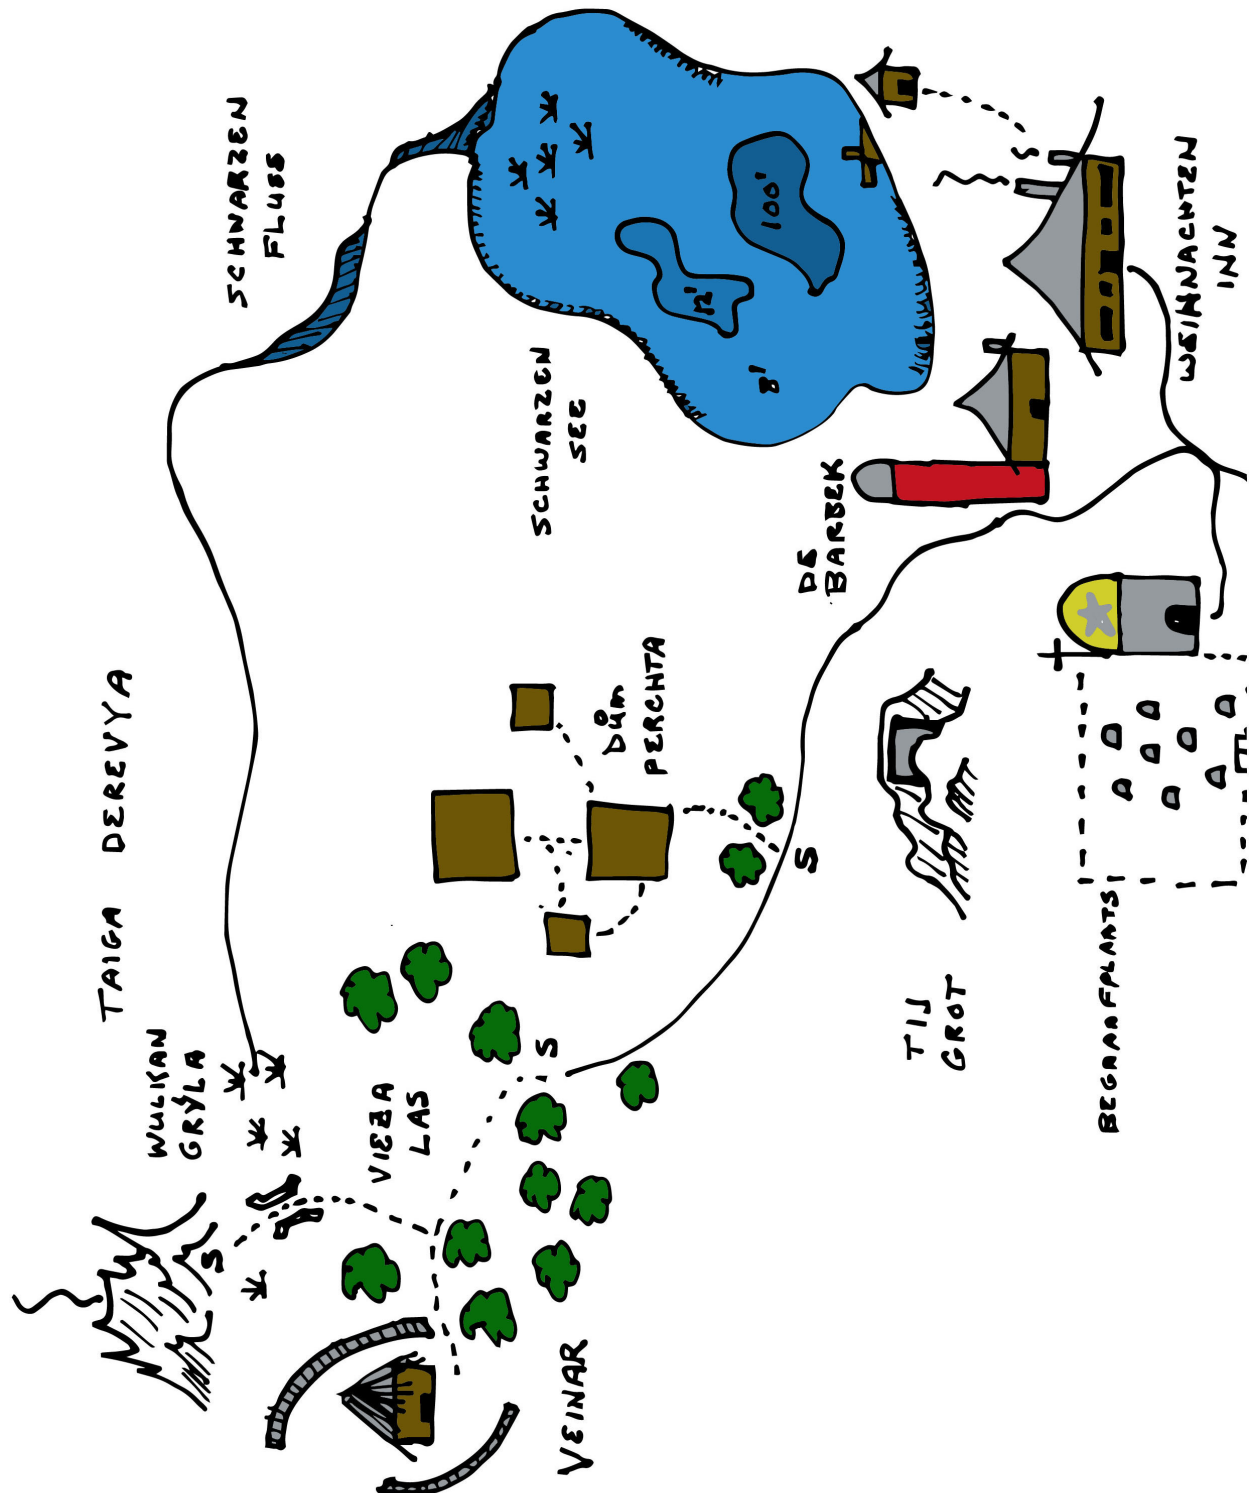 WULKAN
GRÝLA
S
TAIGA DEREVYA
SCHWARZEN
FLUSS
VIEZA
LAS
S
VEINAR
DŮM
PERCHTA
S
SCHWARZEN
SEE
12'
100'
8'
DE
BARBEK
TIJ
GROT
BEGRAAFPLAATS
WEIHNACHTEN
INN